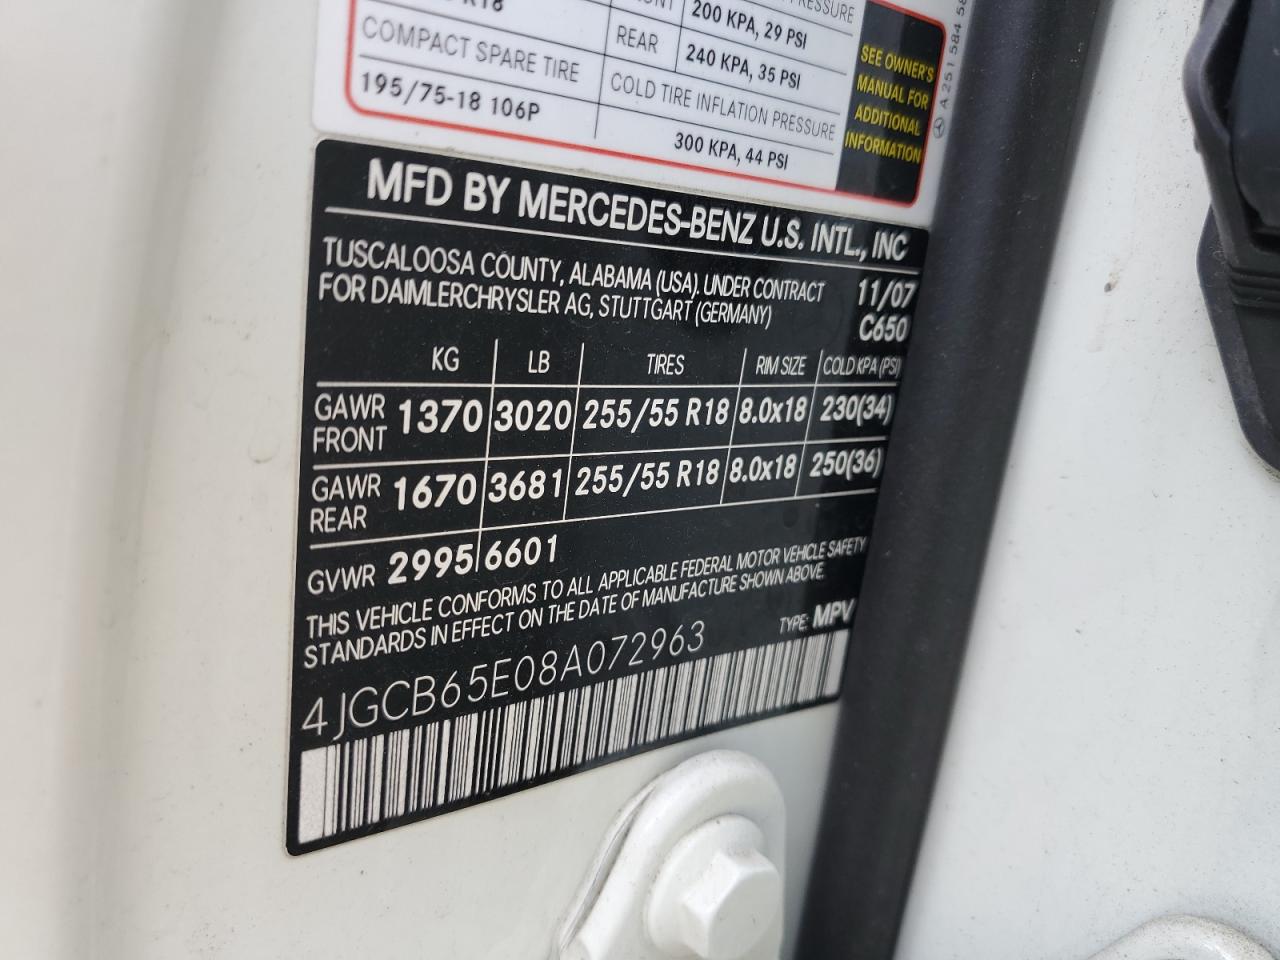 R18
200 KPA, 29 PSI
REAR
240 KPA, 35 PSI
COMPACT SPARE TIRE
COLD TIRE INFLATION PRESSURE
195/75-18 106P
300 KPA, 44 PSI
SEE OWNER'S
MANUAL FOR
ADDITIONAL
INFORMATION
A 251 584 58
MFD BY MERCEDES-BENZ U.S. INTL., INC
TUSCALOOSA COUNTY, ALABAMA (USA). UNDER CONTRACT 11/07
FOR DAIMLERCHRYSLER AG, STUTTGART (GERMANY) C650
KG LB TIRES RIM SIZE COLD KPA (PSI)
GAWR FRONT 1370 3020 255/55 R18 8.0x18 230(34)
GAWR REAR 1670 3681 255/55 R18 8.0x18 250(36)
GVWR 2995 6601
THIS VEHICLE CONFORMS TO ALL APPLICABLE FEDERAL MOTOR VEHICLE SAFETY
STANDARDS IN EFFECT ON THE DATE OF MANUFACTURE SHOWN ABOVE.
4JGCB65E08A072963 TYPE: MPV